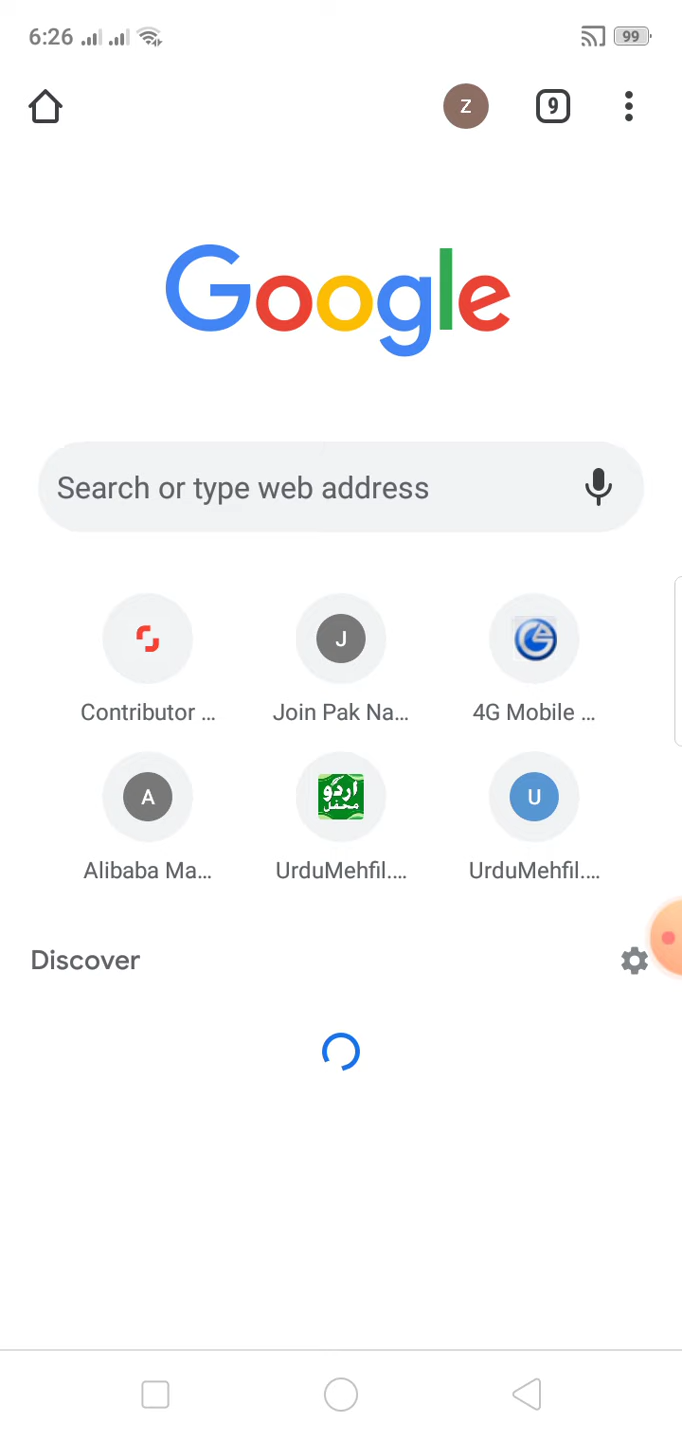 6:26 99
Z 9
Google
Search or type web address
J
Contributor ... Join Pak Na... 4G Mobile ...
A اردو محفل U
Alibaba Ma... UrduMehfil.... UrduMehfil....
Discover